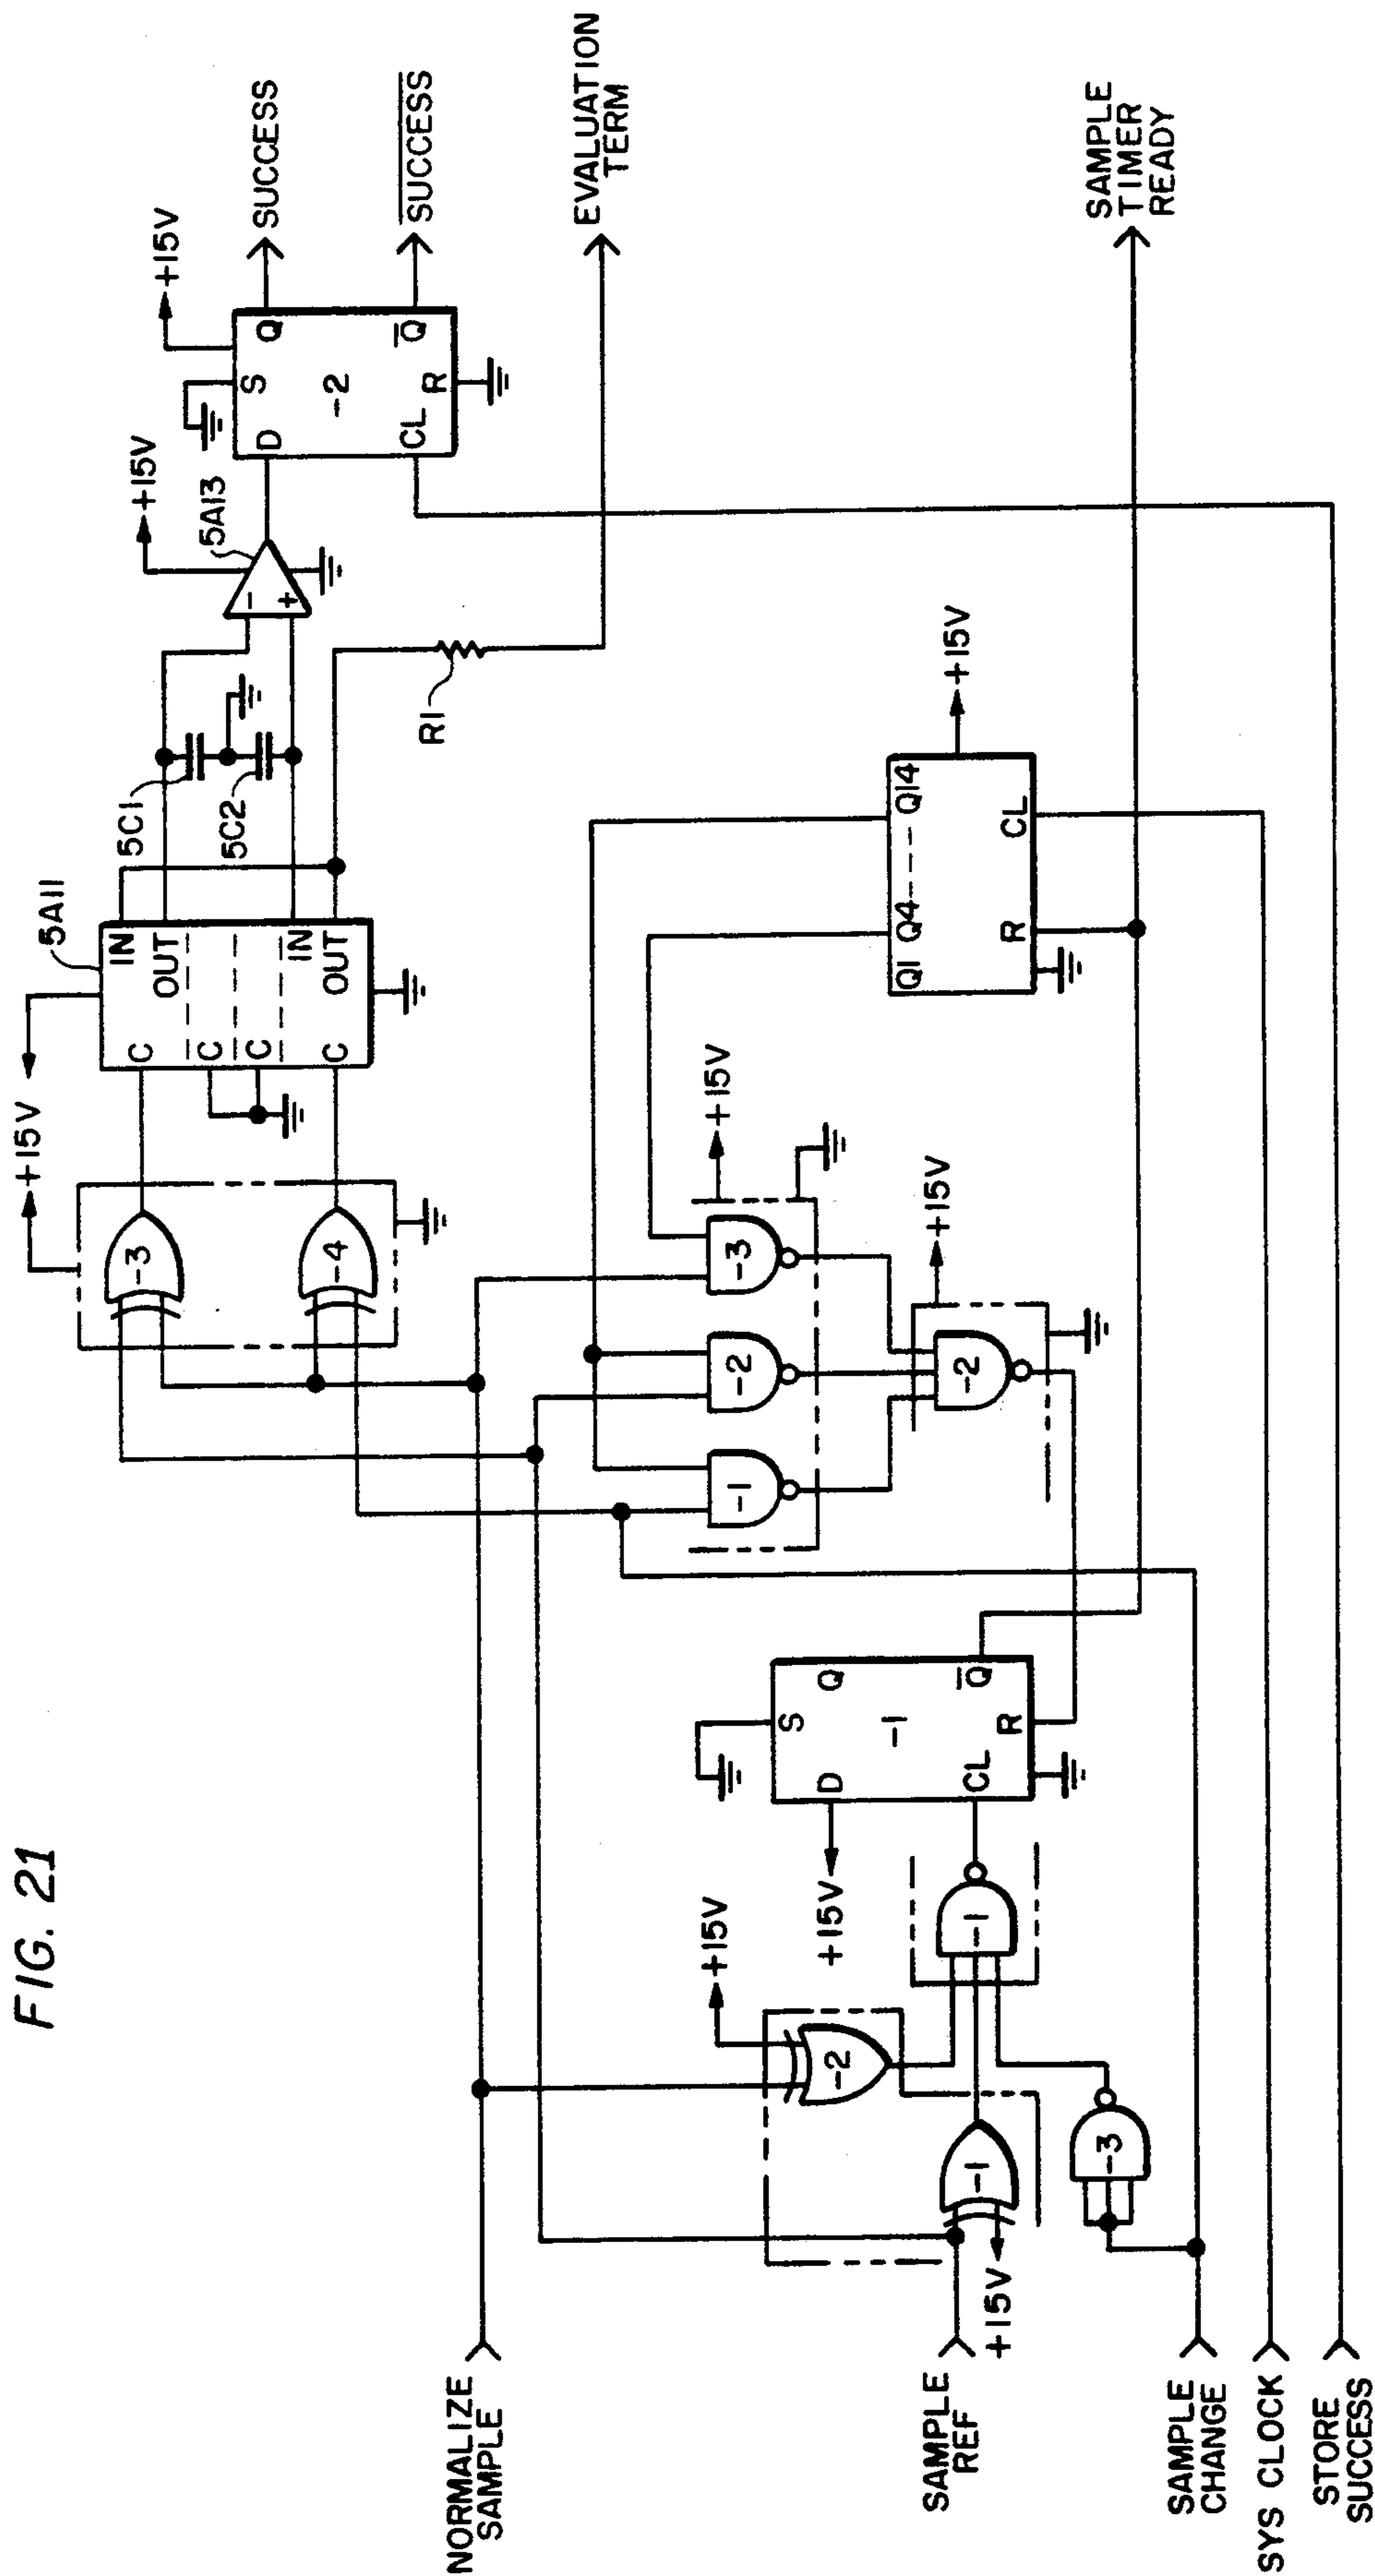 FIG. 21
+15V
+15V
+15V
SUCCESS
S̅U̅C̅C̅E̅S̅S̅
EVALUATION
TERM
SAMPLE
TIMER
READY
5A11
5C1
5C2
5A13
R1
-3
-4
C
C
C
C
IN
OUT
IN
OUT
-
+
S
D
Q
-2
CL
R
Q̅
+15V
-1
-2
-3
+15V
-2
+15V
Q1
Q4
Q14
R
CL
+15V
S
D
Q
-1
CL
R
Q̅
+15V
+15V
-2
-1
-1
-3
+15V
NORMALIZE
SAMPLE
SAMPLE
REF
SAMPLE
CHANGE
SYS CLOCK
STORE
SUCCESS